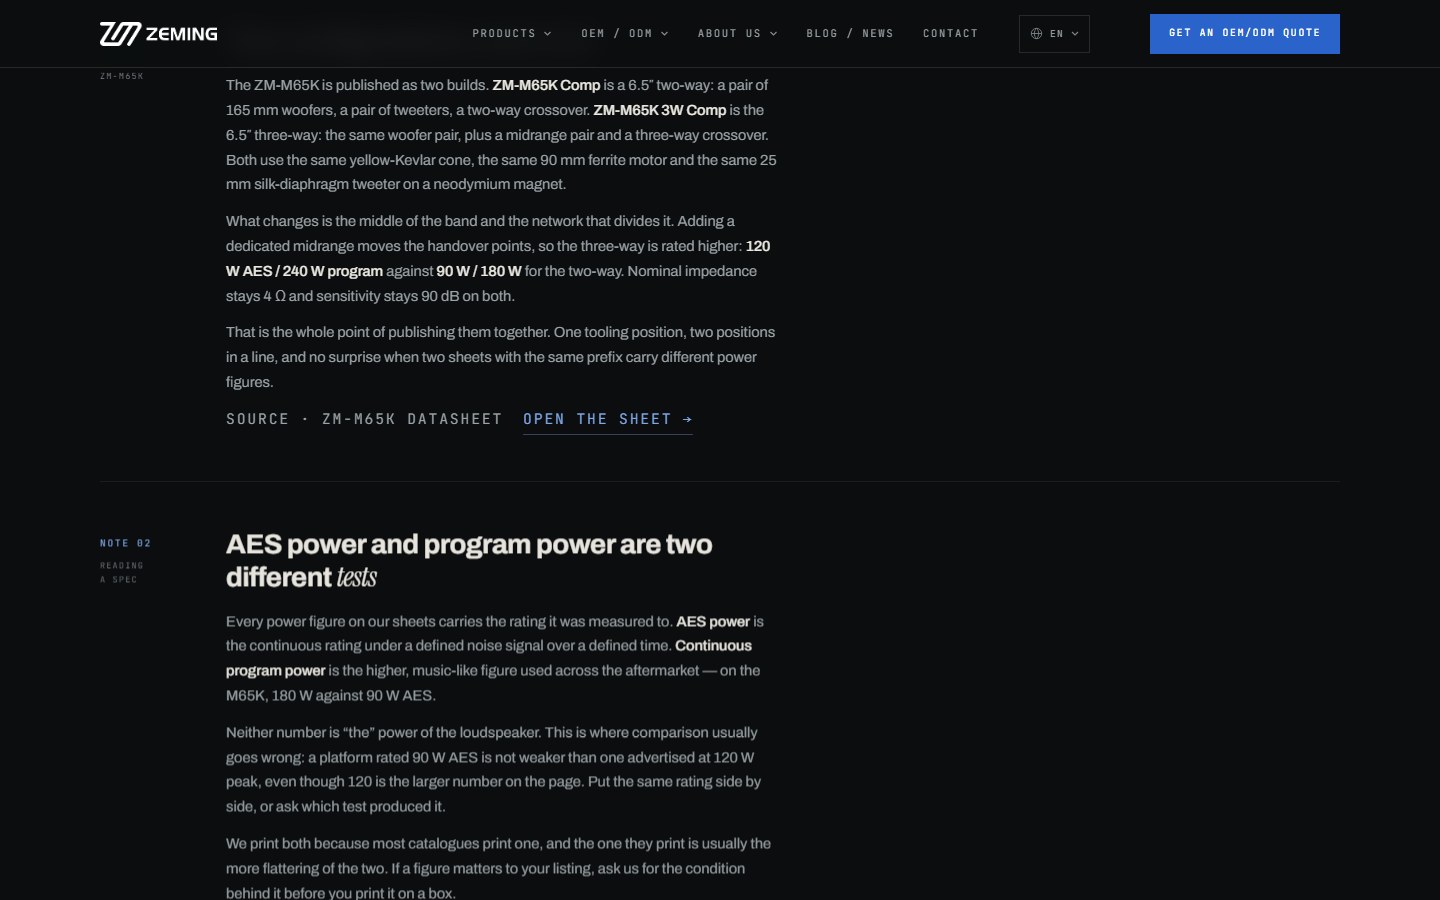 ZEMING
PRODUCTS
OEM / ODM
ABOUT US
BLOG / NEWS
CONTACT
EN
GET AN OEM/ODM QUOTE
ZM-M65K
The ZM-M65K is published as two builds. ZM-M65K Comp is a 6.5″ two-way: a pair of
165 mm woofers, a pair of tweeters, a two-way crossover. ZM-M65K 3W Comp is the
6.5″ three-way: the same woofer pair, plus a midrange pair and a three-way crossover.
Both use the same yellow-Kevlar cone, the same 90 mm ferrite motor and the same 25
mm silk-diaphragm tweeter on a neodymium magnet.
What changes is the middle of the band and the network that divides it. Adding a
dedicated midrange moves the handover points, so the three-way is rated higher: 120
W AES / 240 W program against 90 W / 180 W for the two-way. Nominal impedance
stays 4 Ω and sensitivity stays 90 dB on both.
That is the whole point of publishing them together. One tooling position, two positions
in a line, and no surprise when two sheets with the same prefix carry different power
figures.
SOURCE · ZM-M65K DATASHEET OPEN THE SHEET →
NOTE 02
READING
A SPEC
AES power and program power are two
different tests
Every power figure on our sheets carries the rating it was measured to. AES power is
the continuous rating under a defined noise signal over a defined time. Continuous
program power is the higher, music-like figure used across the aftermarket — on the
M65K, 180 W against 90 W AES.
Neither number is “the” power of the loudspeaker. This is where comparison usually
goes wrong: a platform rated 90 W AES is not weaker than one advertised at 120 W
peak, even though 120 is the larger number on the page. Put the same rating side by
side, or ask which test produced it.
We print both because most catalogues print one, and the one they print is usually the
more flattering of the two. If a figure matters to your listing, ask us for the condition
behind it before you print it on a box.